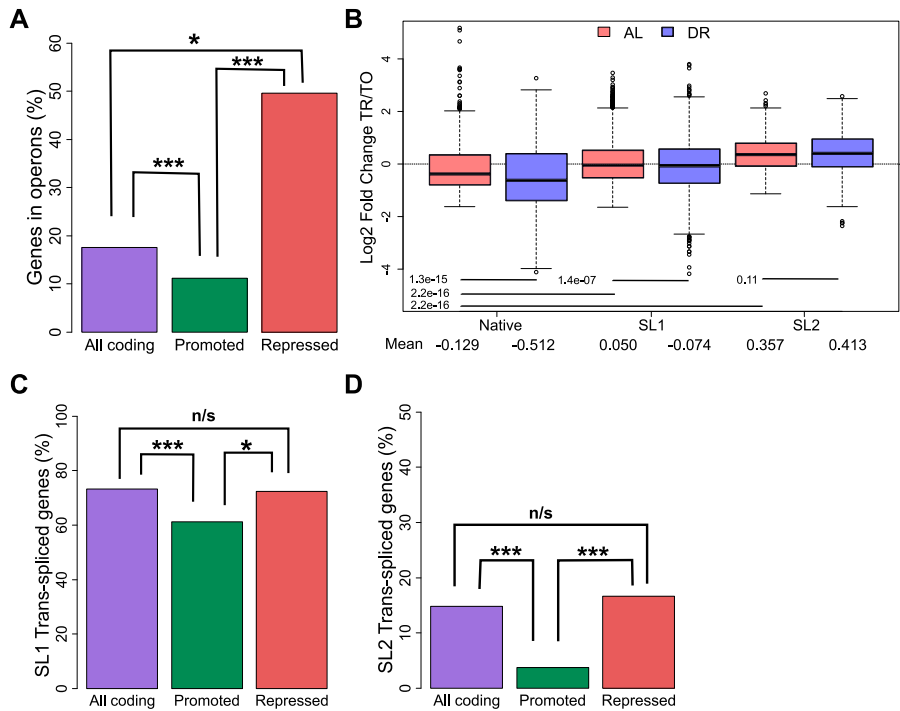 A
Genes in operons (%)
0 10 20 30 40 50 60
*
***
***
All coding Promoted Repressed
B
AL DR
Log2 Fold Change TR/TO
4
2
0
-2
-4
1.3e-15 1.4e-07 0.11
2.2e-16
2.2e-16
Native SL1 SL2
Mean -0.129 -0.512 0.050 -0.074 0.357 0.413
C
SL1 Trans-spliced genes (%)
0 20 40 60 80 100
n/s
*** *
All coding Promoted Repressed
D
SL2 Trans-spliced genes (%)
0 10 20 30 40 50
n/s
*** ***
All coding Promoted Repressed